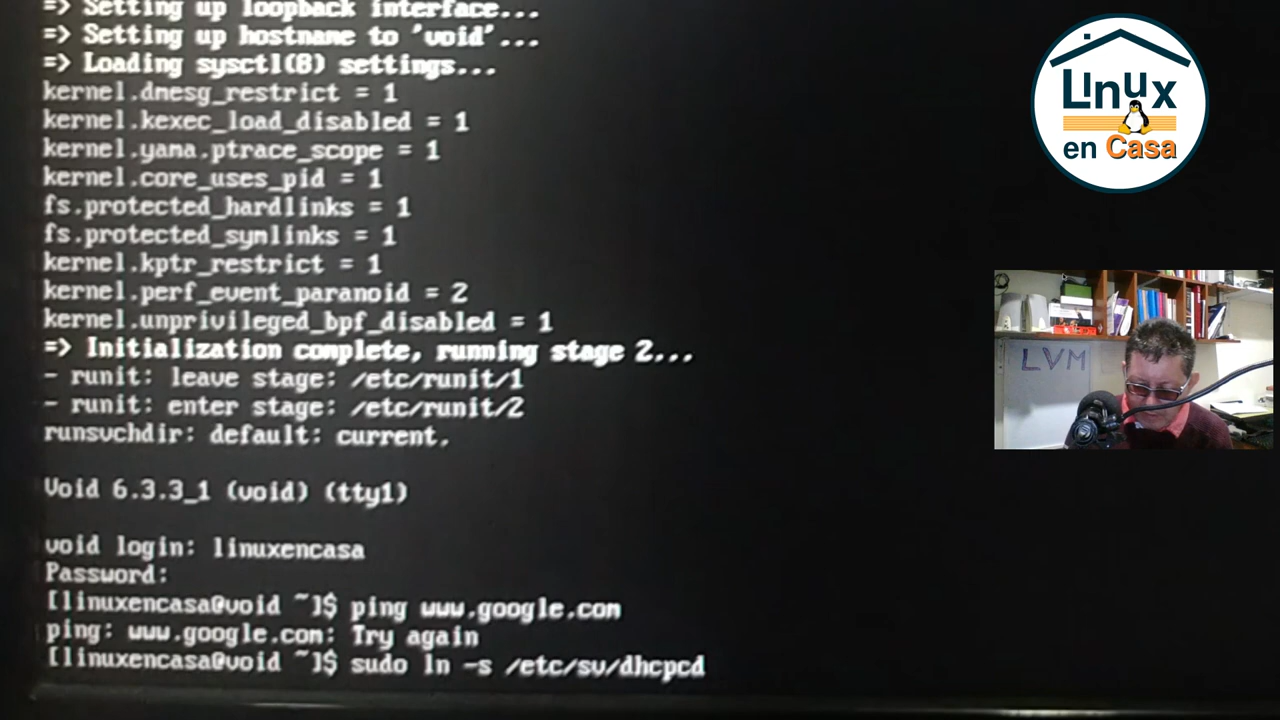 => Setting up loopback interface...
=> Setting up hostname to 'void'...
=> Loading sysctl(8) settings...
kernel.dmesg_restrict = 1
kernel.kexec_load_disabled = 1
kernel.yama.ptrace_scope = 1
kernel.core_uses_pid = 1
fs.protected_hardlinks = 1
fs.protected_symlinks = 1
kernel.kptr_restrict = 1
kernel.perf_event_paranoid = 2
kernel.unprivileged_bpf_disabled = 1
=> Initialization complete, running stage 2...
- runit: leave stage: /etc/runit/1
- runit: enter stage: /etc/runit/2
runsvchdir: default: current.
Void 6.3.3_1 (void) (tty1)
void login: linuxencasa
Password:
[linuxencasa@void ~]$ ping www.google.com
ping: www.google.com: Try again
[linuxencasa@void ~]$ sudo ln -s /etc/sv/dhcpcd
Linux
en Casa
LVM